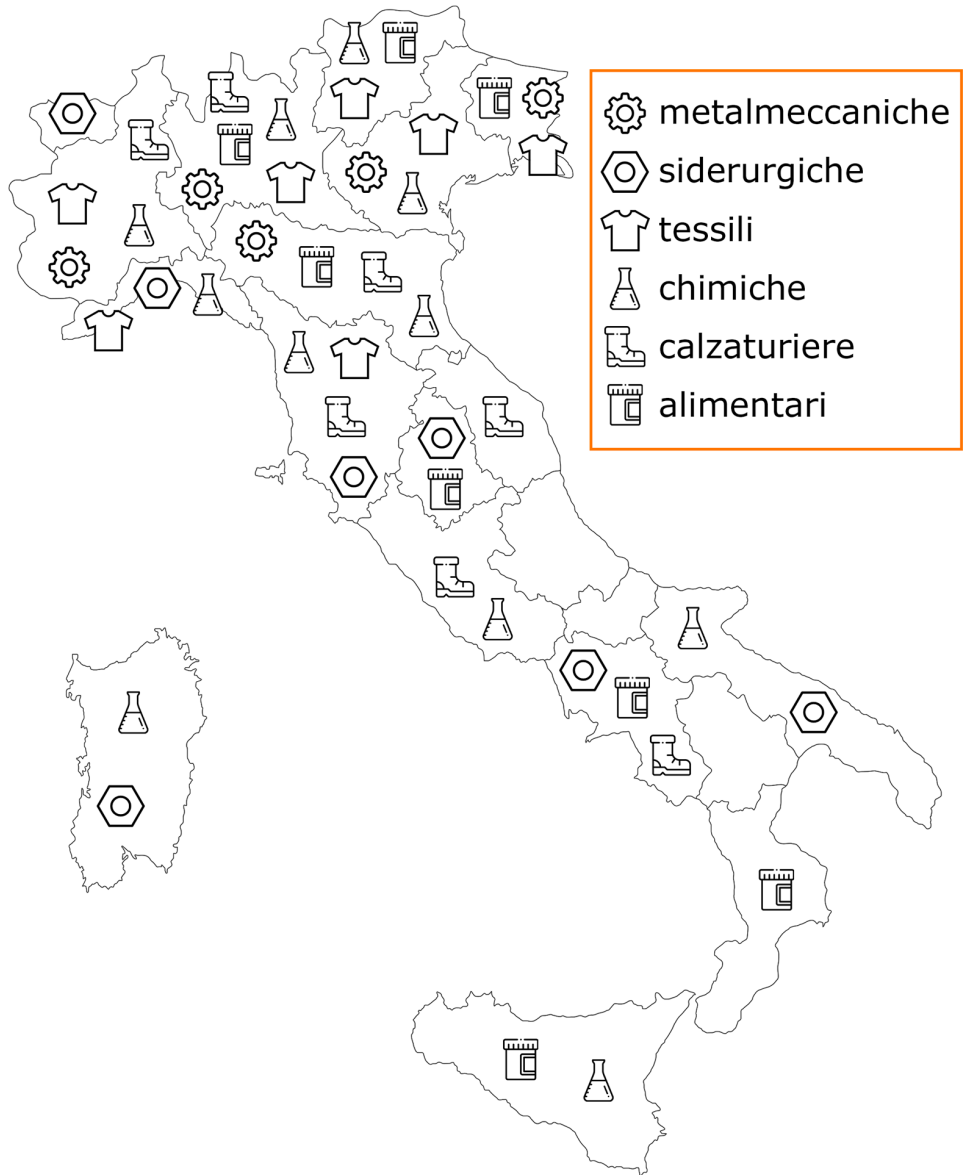 metalmeccaniche
siderurgiche
tessili
chimiche
calzaturiere
alimentari